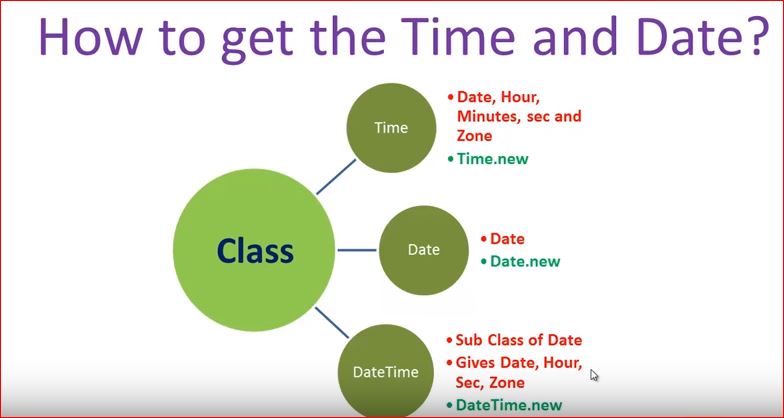 How to get the Time and Date?
Time
• Date, Hour,
Minutes, sec and
Zone
• Time.new
Class
Date
• Date
• Date.new
DateTime
• Sub Class of Date
• Gives Date, Hour,
Sec, Zone
• DateTime.new